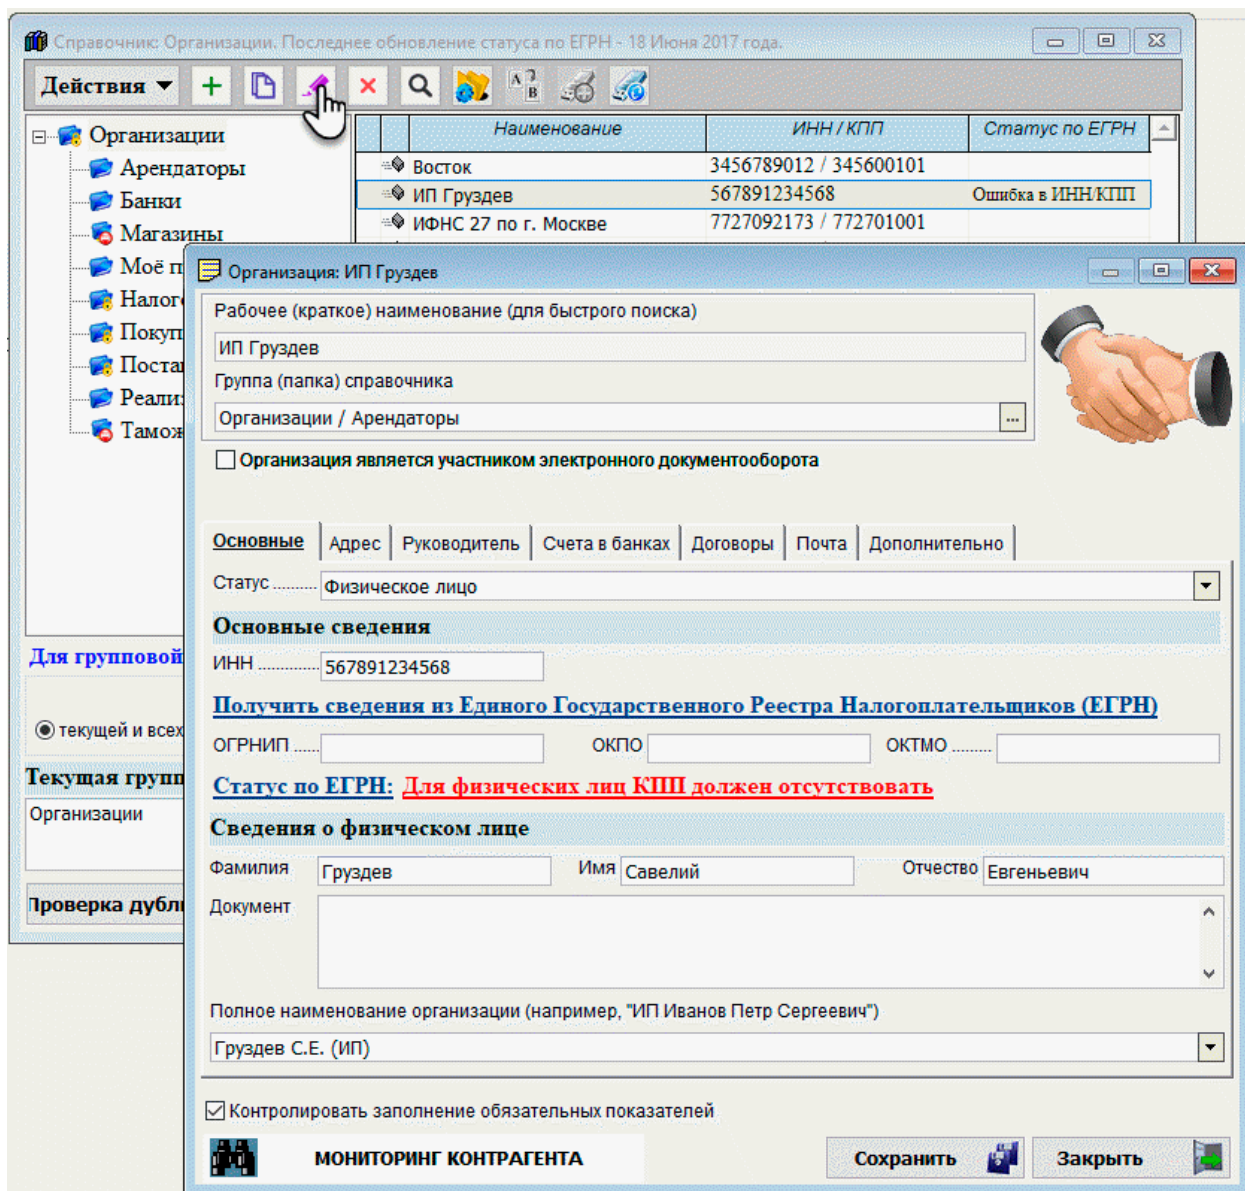 Справочник: Организации. Последнее обновление статуса по ЕГРН - 18 Июня 2017 года.
Действия
Организации
Арендаторы
Банки
Магазины
Моё п
Налог
Покуп
Поста
Реали
Тамож
Наименование ИНН / КПП Статус по ЕГРН
Восток 3456789012 / 345600101
ИП Груздев 567891234568 Ошибка в ИНН/КПП
ИФНС 27 по г. Москве 7727092173 / 772701001
Для групповой
текущей и всех
Текущая групп
Организации
Проверка дубл
Организация: ИП Груздев
Рабочее (краткое) наименование (для быстрого поиска)
ИП Груздев
Группа (папка) справочника
Организации / Арендаторы
...
Организация является участником электронного документооборота
Основные Адрес Руководитель Счета в банках Договоры Почта Дополнительно
Статус .......... Физическое лицо
Основные сведения
ИНН .............. 567891234568
Получить сведения из Единого Государственного Реестра Налогоплательщиков (ЕГРН)
ОГРНИП ...... ОКПО ОКТМО .........
Статус по ЕГРН: Для физических лиц КПП должен отсутствовать
Сведения о физическом лице
Фамилия Груздев Имя Савелий Отчество Евгеньевич
Документ
Полное наименование организации (например, "ИП Иванов Петр Сергеевич")
Груздев С.Е. (ИП)
Контролировать заполнение обязательных показателей
МОНИТОРИНГ КОНТРАГЕНТА Сохранить Закрыть